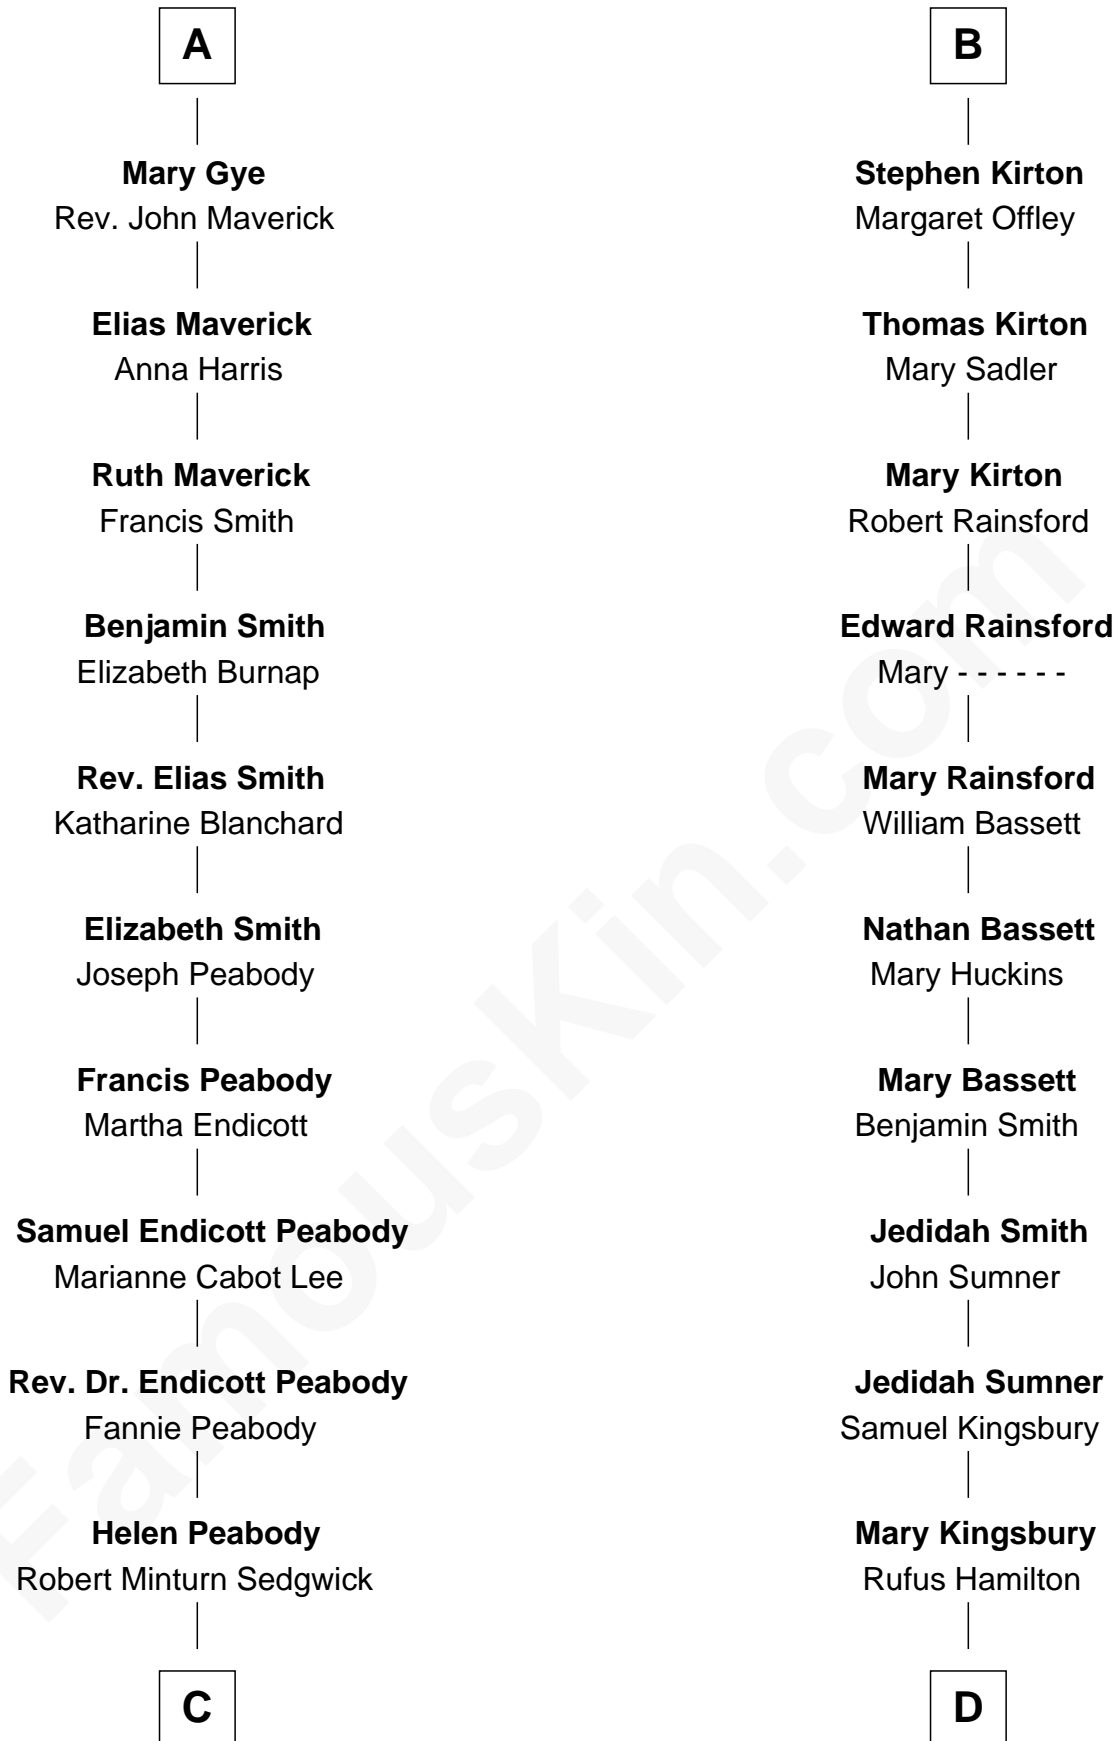 A
Mary Gye
Rev. John Maverick
Elias Maverick
Anna Harris
Ruth Maverick
Francis Smith
Benjamin Smith
Elizabeth Burnap
Rev. Elias Smith
Katharine Blanchard
Elizabeth Smith
Joseph Peabody
Francis Peabody
Martha Endicott
Samuel Endicott Peabody
Marianne Cabot Lee
Rev. Dr. Endicott Peabody
Fannie Peabody
Helen Peabody
Robert Minturn Sedgwick
C
B
Stephen Kirton
Margaret Offley
Thomas Kirton
Mary Sadler
Mary Kirton
Robert Rainsford
Edward Rainsford
Mary - - - - - -
Mary Rainsford
William Bassett
Nathan Bassett
Mary Huckins
Mary Bassett
Benjamin Smith
Jedidah Smith
John Sumner
Jedidah Sumner
Samuel Kingsbury
Mary Kingsbury
Rufus Hamilton
D
FamousKin.com